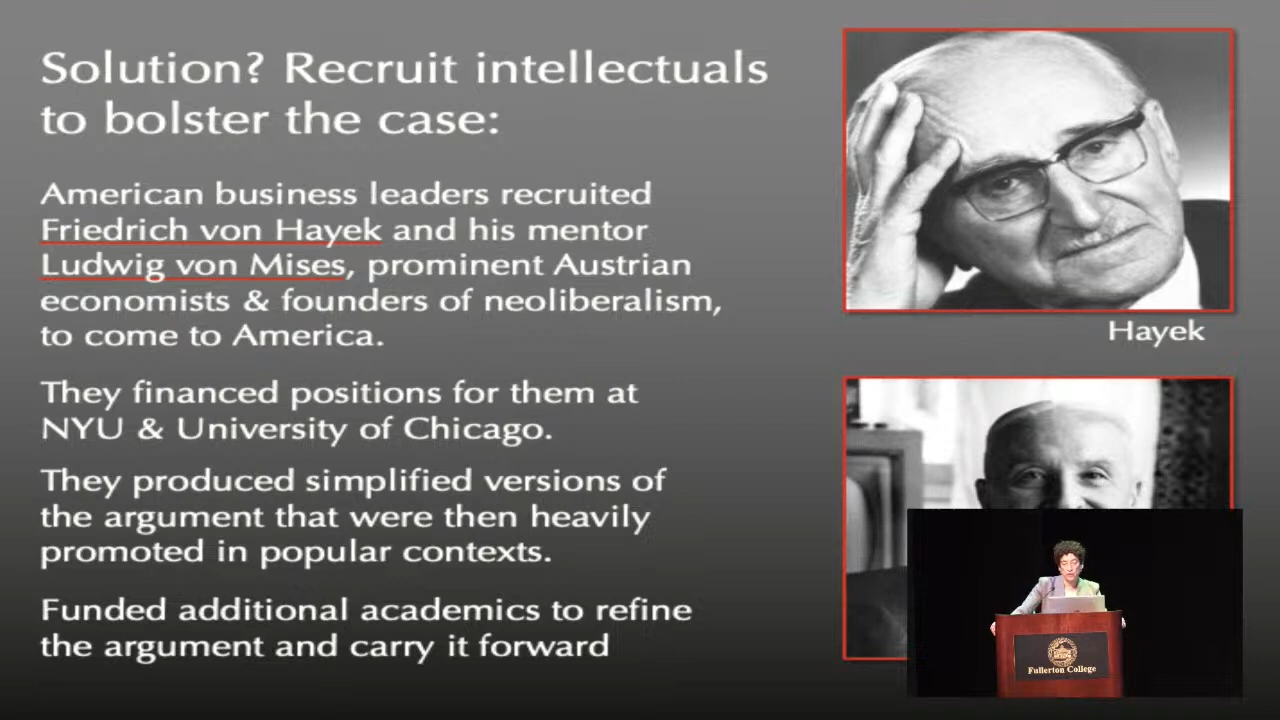 Solution? Recruit intellectuals
to bolster the case:
American business leaders recruited
Friedrich von Hayek and his mentor
Ludwig von Mises, prominent Austrian
economists & founders of neoliberalism,
to come to America.
They financed positions for them at
NYU & University of Chicago.
They produced simplified versions of
the argument that were then heavily
promoted in popular contexts.
Funded additional academics to refine
the argument and carry it forward
Hayek
Fullerton College